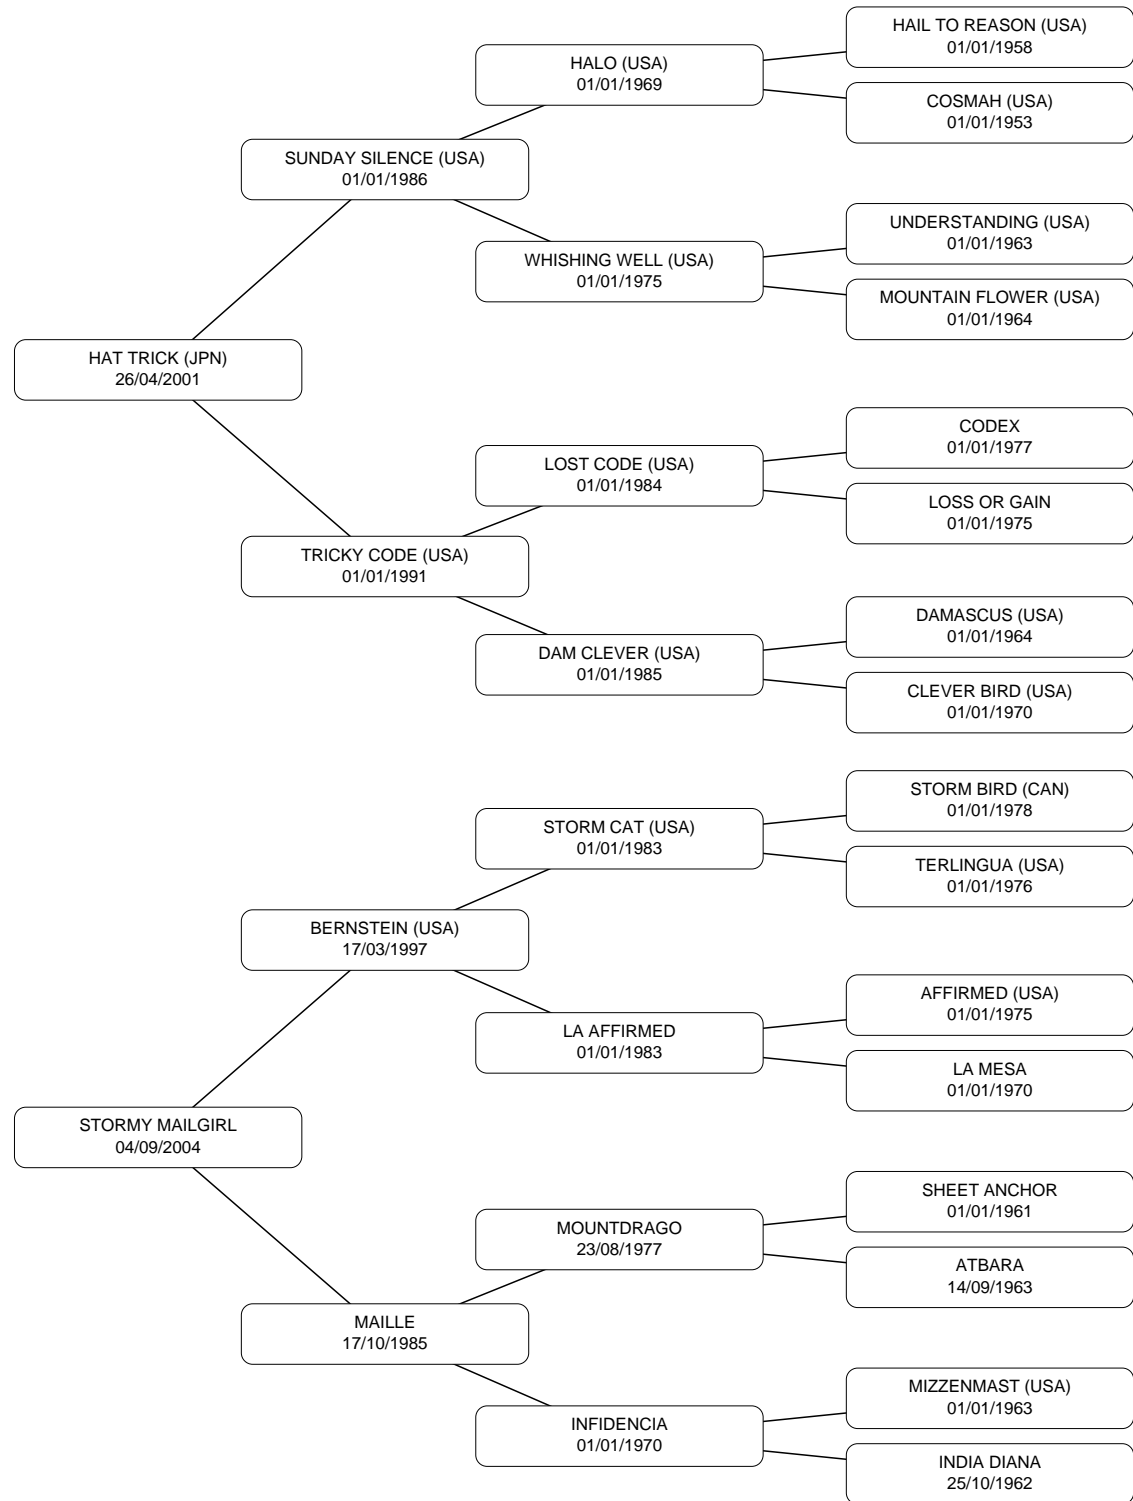 HAIL TO REASON (USA)
01/01/1958
HALO (USA)
01/01/1969
COSMAH (USA)
01/01/1953
SUNDAY SILENCE (USA)
01/01/1986
UNDERSTANDING (USA)
01/01/1963
WHISHING WELL (USA)
01/01/1975
MOUNTAIN FLOWER (USA)
01/01/1964
HAT TRICK (JPN)
26/04/2001
CODEX
01/01/1977
LOST CODE (USA)
01/01/1984
LOSS OR GAIN
01/01/1975
TRICKY CODE (USA)
01/01/1991
DAMASCUS (USA)
01/01/1964
DAM CLEVER (USA)
01/01/1985
CLEVER BIRD (USA)
01/01/1970
STORM BIRD (CAN)
01/01/1978
STORM CAT (USA)
01/01/1983
TERLINGUA (USA)
01/01/1976
BERNSTEIN (USA)
17/03/1997
AFFIRMED (USA)
01/01/1975
LA AFFIRMED
01/01/1983
LA MESA
01/01/1970
STORMY MAILGIRL
04/09/2004
SHEET ANCHOR
01/01/1961
MOUNTDRAGO
23/08/1977
ATBARA
14/09/1963
MAILLE
17/10/1985
MIZZENMAST (USA)
01/01/1963
INFIDENCIA
01/01/1970
INDIA DIANA
25/10/1962